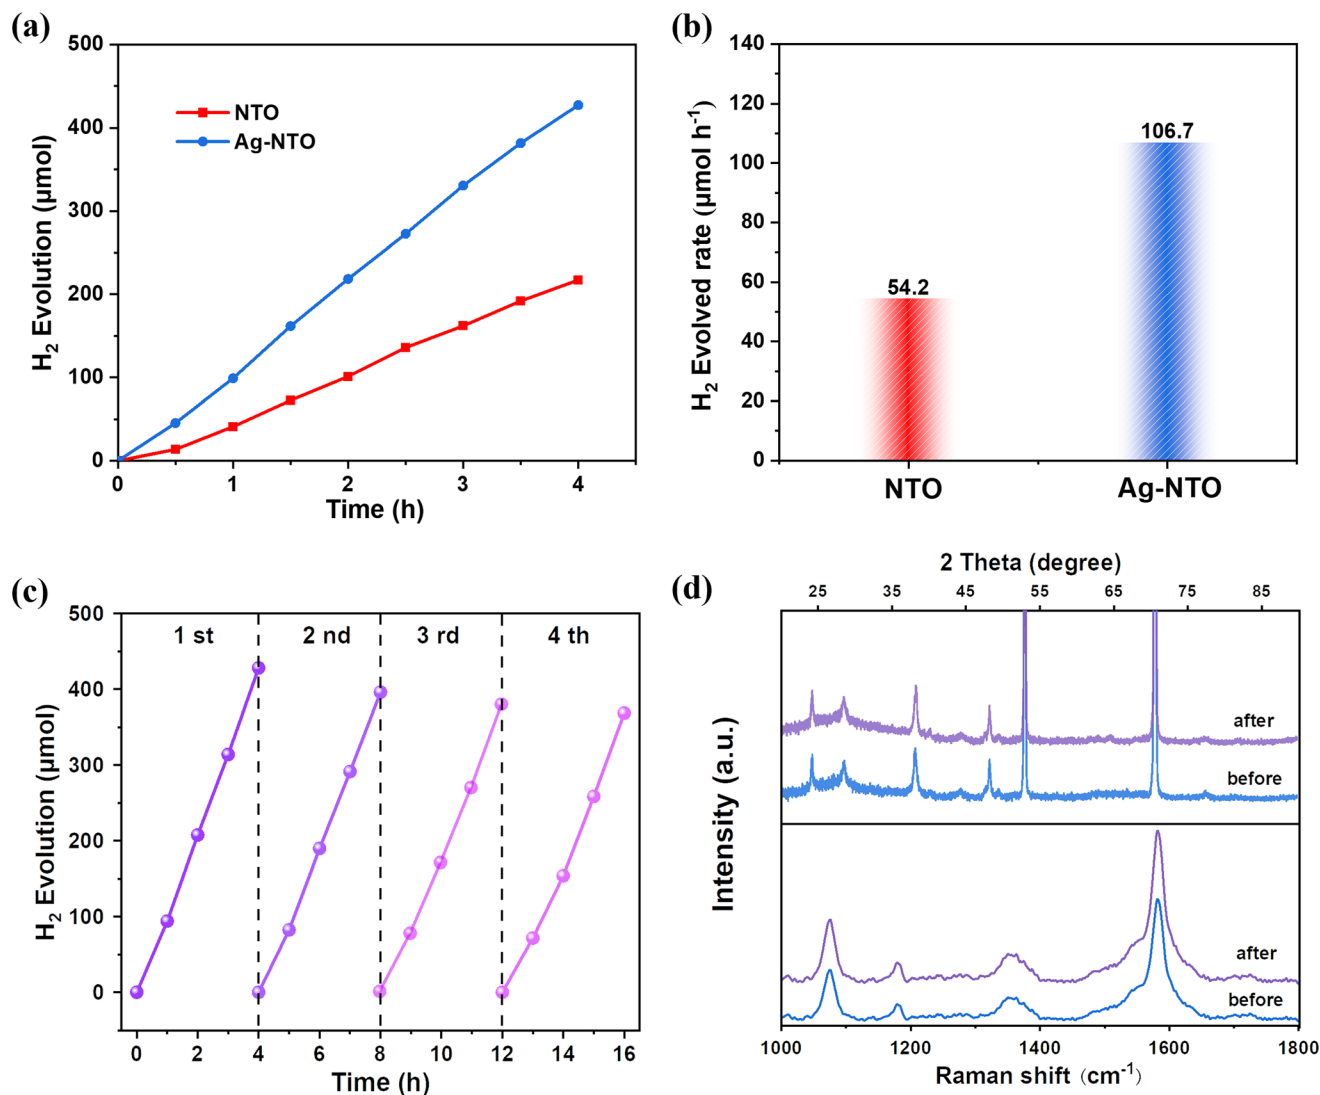 (a)
500
400
300
200
100
0
H₂ Evolution (μmol)
NTO
Ag-NTO
0 1 2 3 4
Time (h)
(b)
140
120
100
80
60
40
20
0
H₂ Evolved rate (μmol h⁻¹)
54.2
106.7
NTO Ag-NTO
(c)
500
400
300
200
100
0
H₂ Evolution (μmol)
1 st 2 nd 3 rd 4 th
0 2 4 6 8 10 12 14 16
Time (h)
(d)
2 Theta (degree)
25 35 45 55 65 75 85
Intensity (a.u.)
after
before
after
before
1000 1200 1400 1600 1800
Raman shift (cm⁻¹)